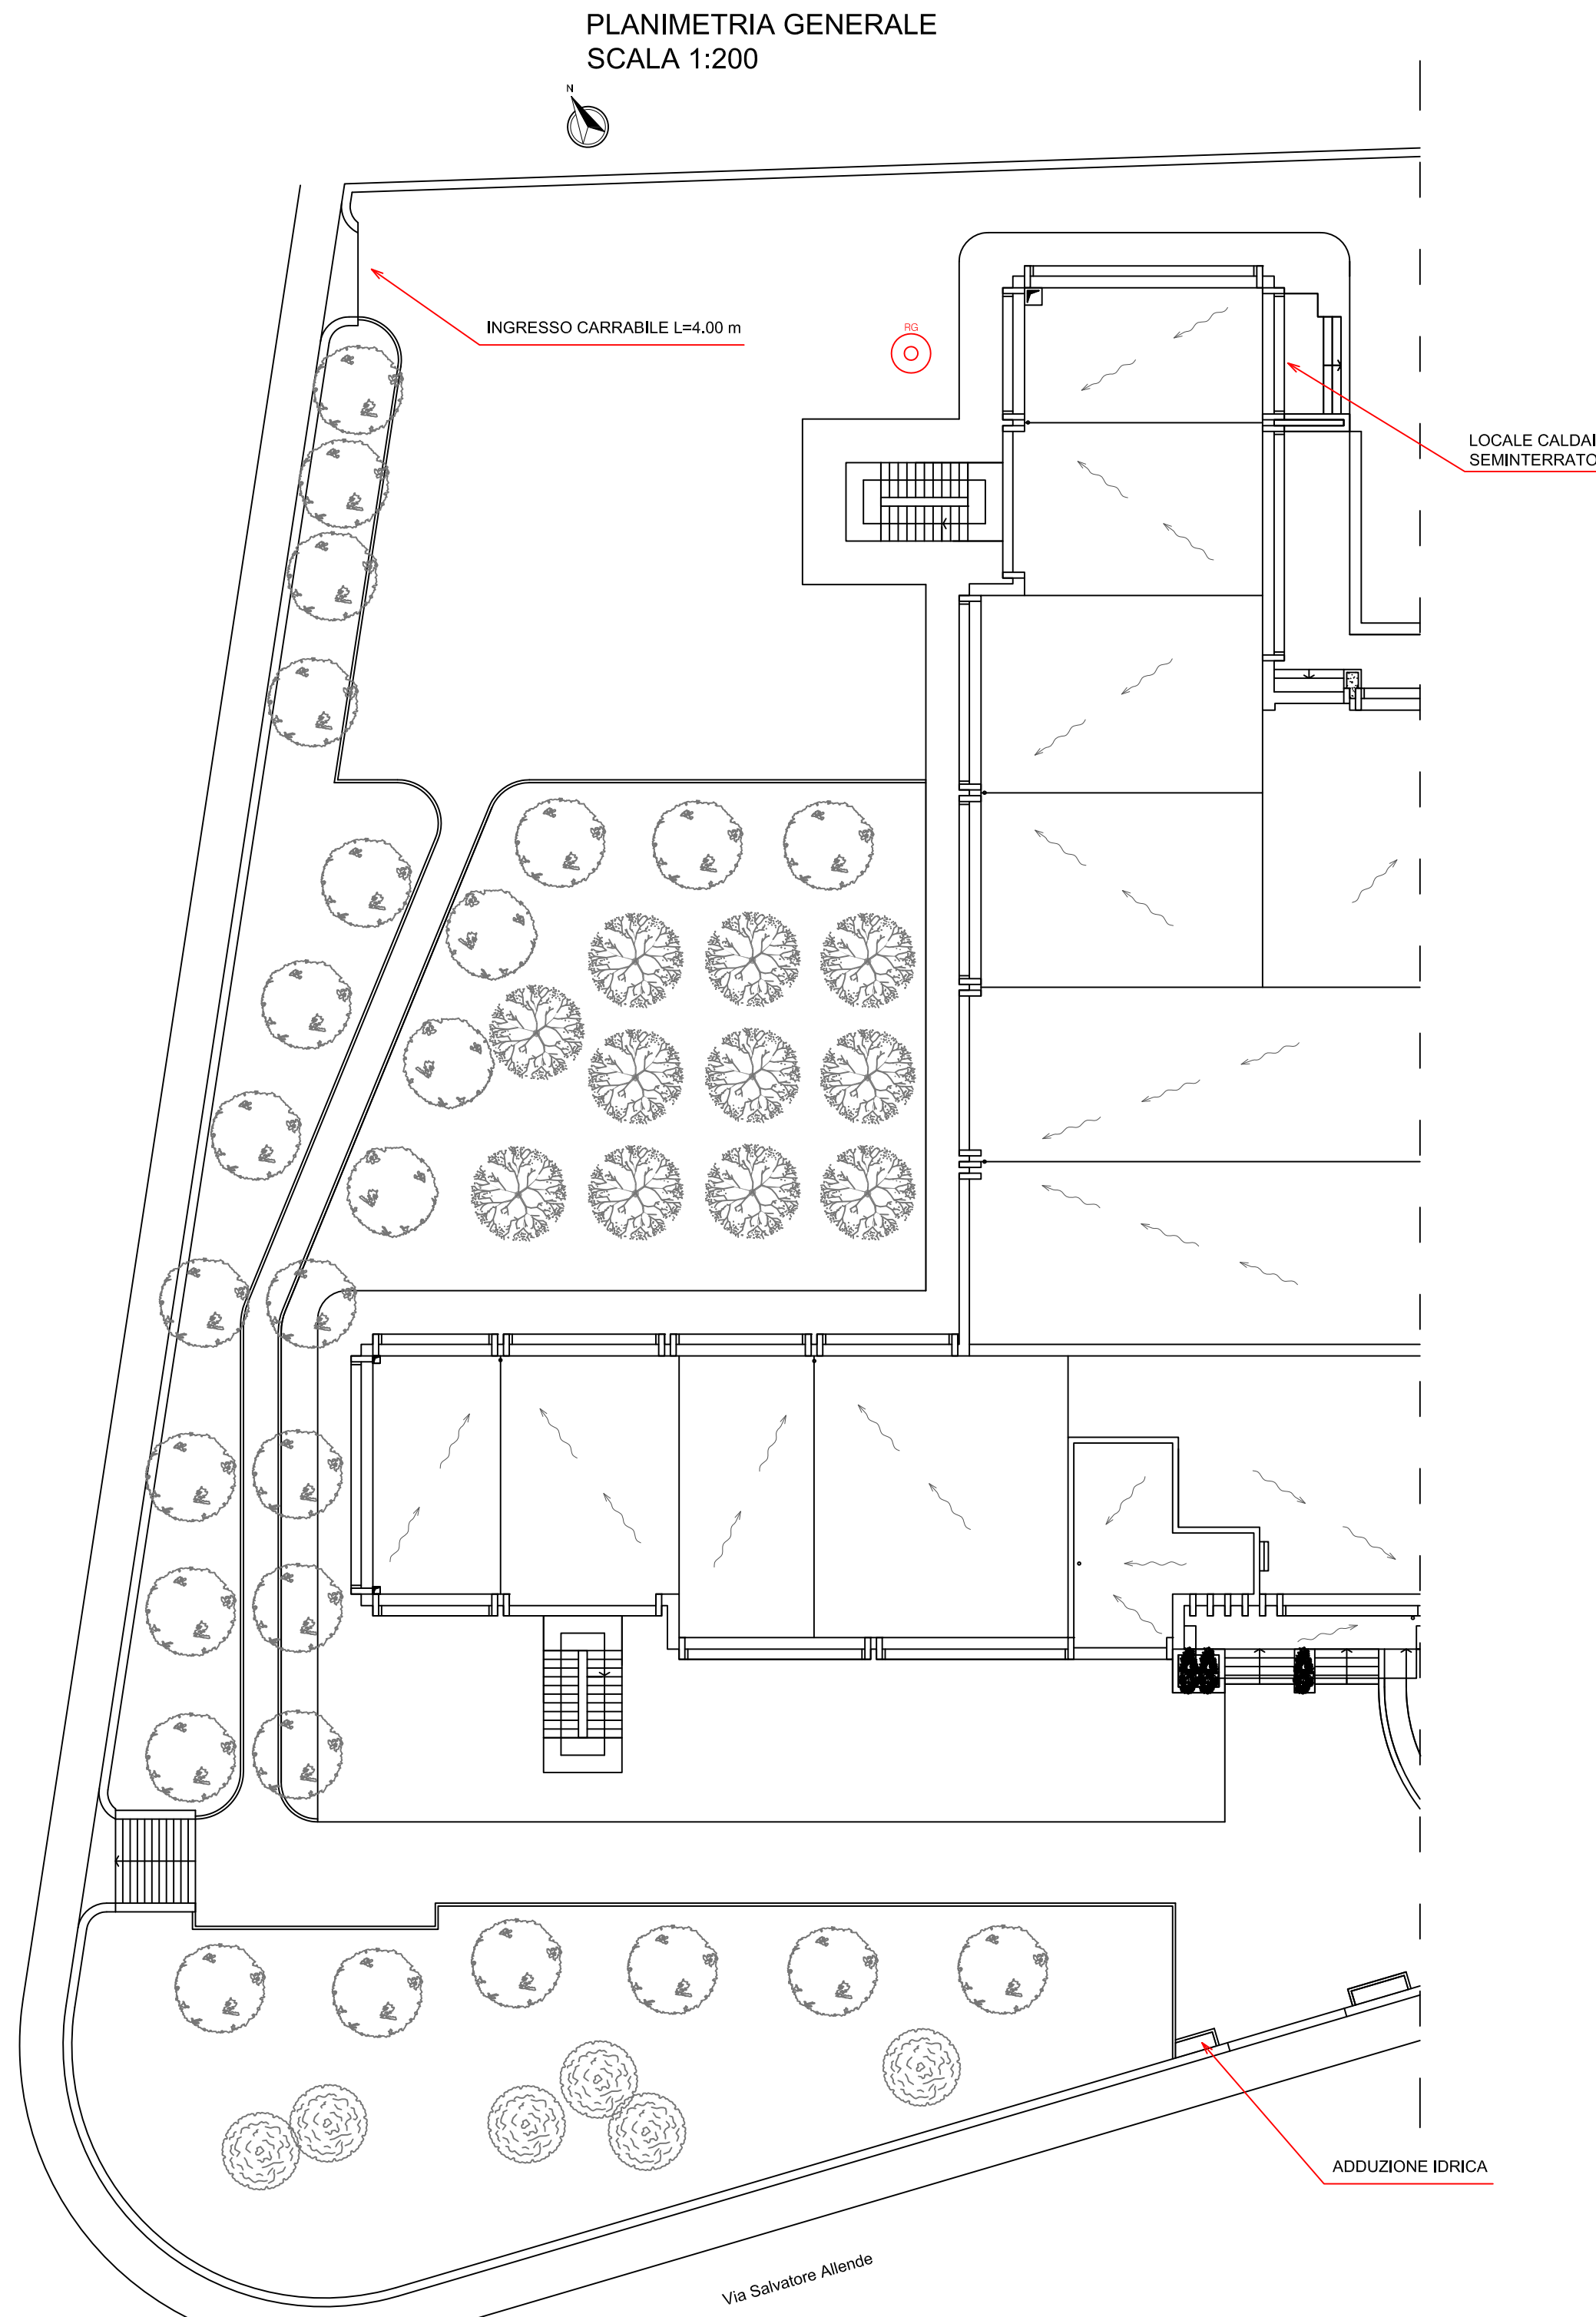 PLANIMETRIA GENERALE
SCALA 1:200
N
INGRESSO CARRABILE L=4.00 m
RG
LOCALE CALDAI
SEMINTERRATO
ADDUZIONE IDRICA
Via Salvatore Allende